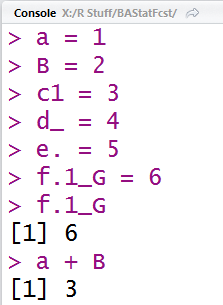 Console X:/R Stuff/BAStatFcst/
> a = 1
> B = 2
> c1 = 3
> d_ = 4
> e. = 5
> f.1_G = 6
> f.1_G
[1] 6
> a + B
[1] 3